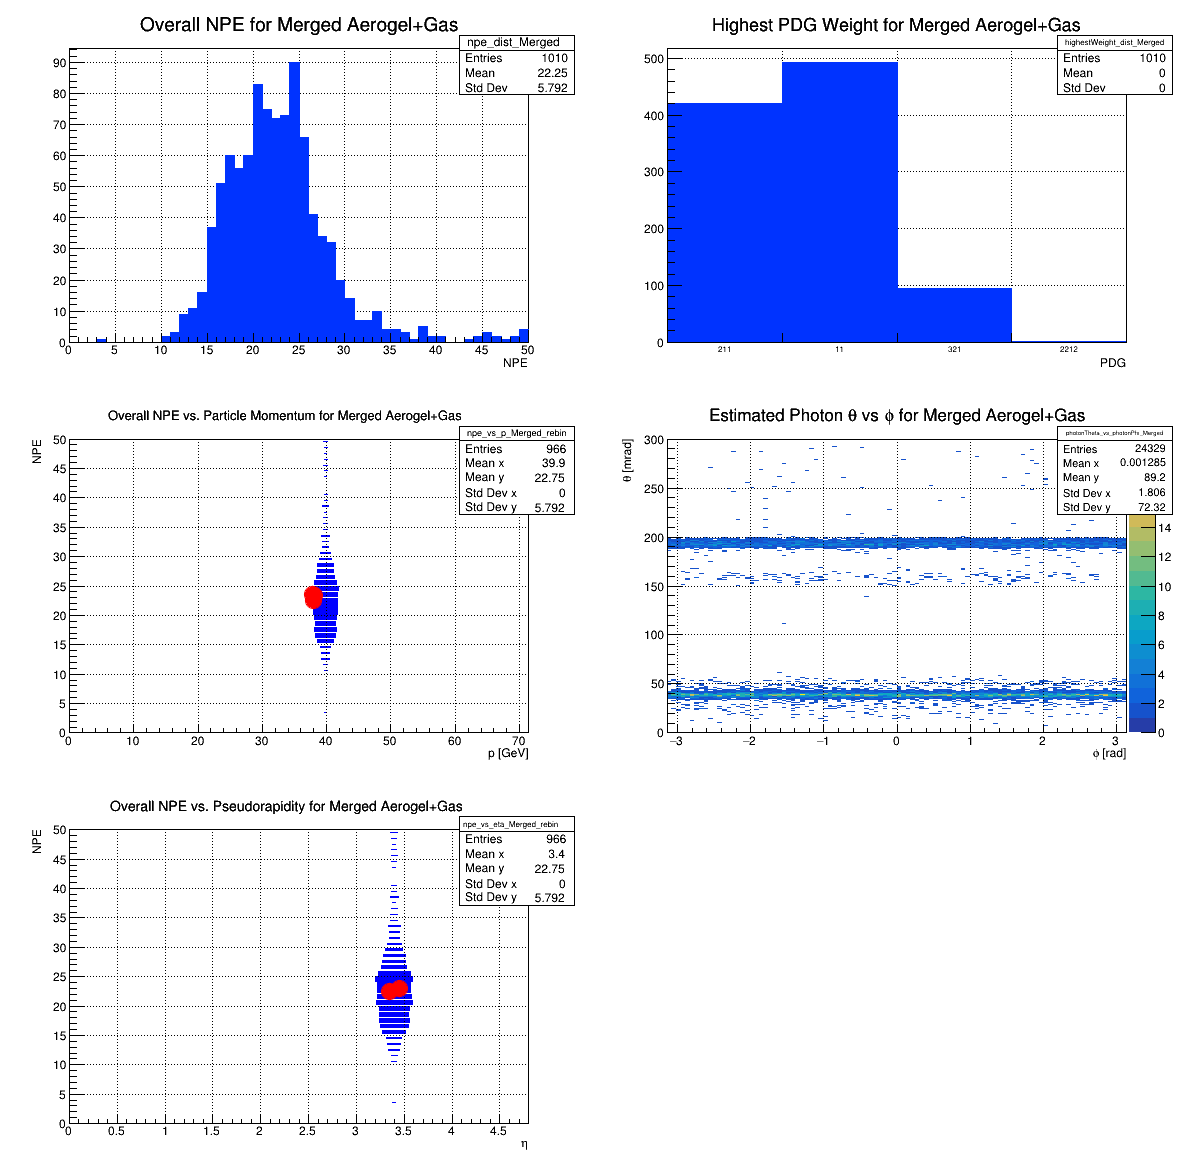 Overall NPE for Merged Aerogel+Gas
npe_dist_Merged
Entries 1010
Mean 22.25
Std Dev 5.792
90
80
70
60
50
40
30
20
10
0
0 5 10 15 20 25 30 35 40 45 50
NPE
Highest PDG Weight for Merged Aerogel+Gas
highestWeight_dist_Merged
Entries 1010
Mean 0
Std Dev 0
500
400
300
200
100
0
211 11 321 2212
PDG
Overall NPE vs. Particle Momentum for Merged Aerogel+Gas
npe_vs_p_Merged_rebin
Entries 966
Mean x 39.9
Mean y 22.75
Std Dev x 0
Std Dev y 5.792
NPE
50
45
40
35
30
25
20
15
10
5
0
0 10 20 30 40 50 60 70
p [GeV]
Estimated Photon θ vs ϕ for Merged Aerogel+Gas
photonTheta_vs_photonPhi_Merged
Entries 24329
Mean x 0.001285
Mean y 89.2
Std Dev x 1.806
Std Dev y 72.32
θ [mrad]
300
250
200
150
100
50
0
−3 −2 −1 0 1 2 3
ϕ [rad]
14
12
10
8
6
4
2
0
Overall NPE vs. Pseudorapidity for Merged Aerogel+Gas
npe_vs_eta_Merged_rebin
Entries 966
Mean x 3.4
Mean y 22.75
Std Dev x 0
Std Dev y 5.792
NPE
50
45
40
35
30
25
20
15
10
5
0
0 0.5 1 1.5 2 2.5 3 3.5 4 4.5
η